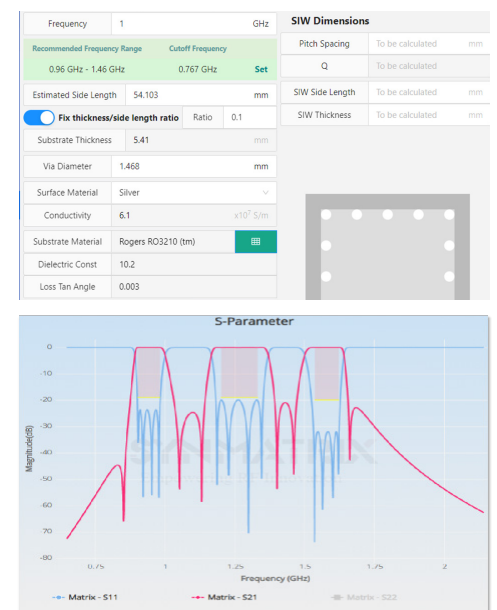 Frequency 1 GHz
Recommended Frequency Range Cutoff Frequency
0.96 GHz - 1.46 GHz 0.767 GHz Set
Estimated Side Length 54.103 mm
Fix thickness/side length ratio Ratio 0.1
Substrate Thickness 5.41 mm
Via Diameter 1.468 mm
Surface Material Silver
Conductivity 6.1 x10⁷ S/m
Substrate Material Rogers RO3210 (tm)
Dielectric Const 10.2
Loss Tan Angle 0.003
SIW Dimensions
Pitch Spacing To be calculated mm
Q To be calculated
SIW Side Length To be calculated mm
SIW Thickness To be calculated mm
S-Parameter
Magnitude(dB)
0
-10
-20
-30
-40
-50
-60
-70
-80
0.75 1 1.25 1.5 1.75 2
Frequency (GHz)
Matrix - S11 Matrix - S21 Matrix - S22